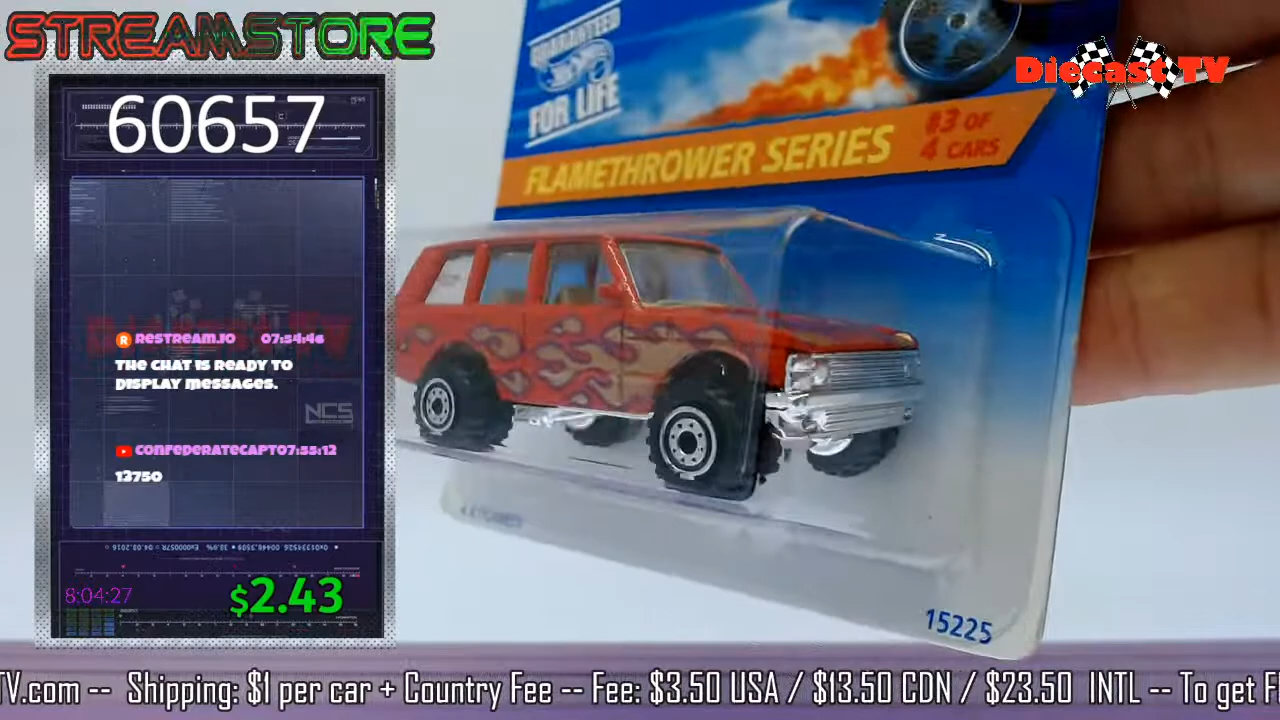 STREAMSTORE
60657
RESTREAM.IO 07:54:46
THE CHAT IS READY TO
DISPLAY MESSAGES.
NCS
CONFEDERATECAPT07:55:12
13750
8:04:27
$2.43
GUARANTEED
FOR LIFE
FLAMETHROWER SERIES
#3 OF
4 CARS
Diecast TV
15225
TV.com -- Shipping: $1 per car + Country Fee -- Fee: $3.50 USA / $13.50 CDN / $23.50 INTL -- To get F